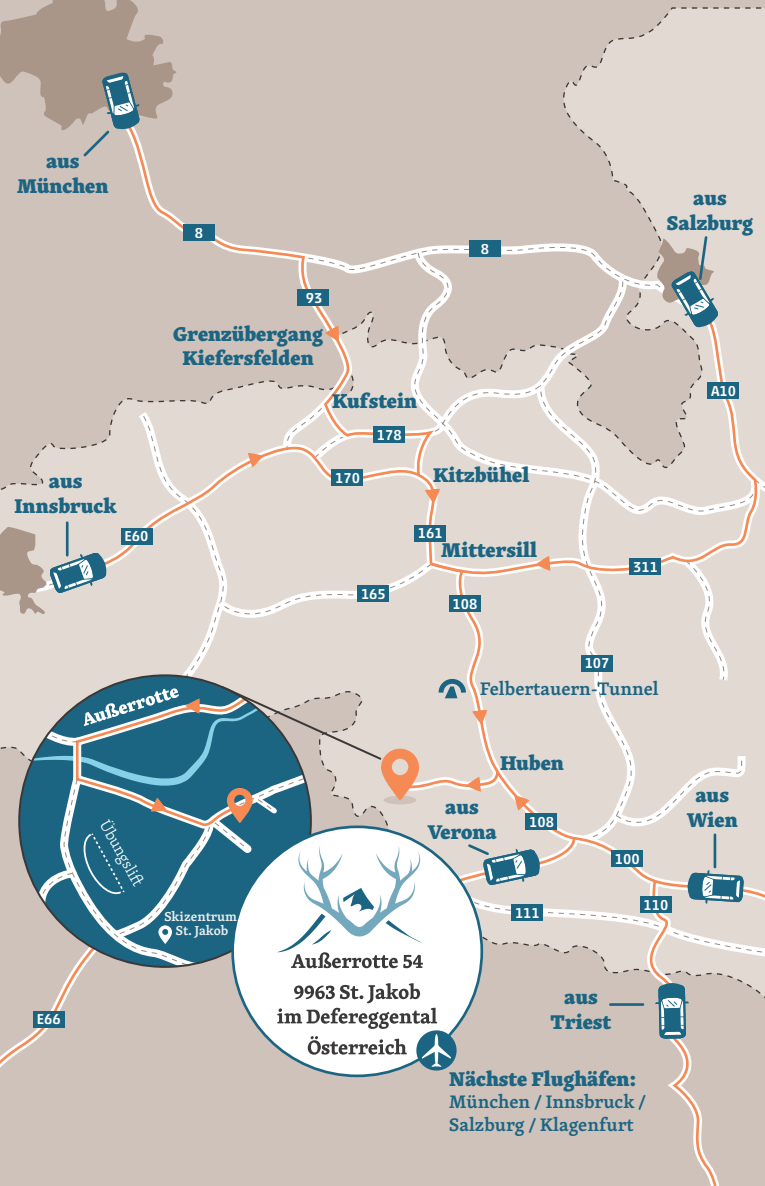 aus
München
8
8
aus
Salzburg
93
Grenzübergang
Kiefersfelden
A10
Kufstein
178
170
Kitzbühel
aus
Innsbruck
E60
161
Mittersill
311
165
108
107
Felbertauern-Tunnel
Außerrotte
Huben
aus
Verona
108
aus
Wien
100
110
111
Übungslift
Skizentrum
St. Jakob
Außerrotte 54
9963 St. Jakob
im Defereggental
Österreich
E66
aus
Triest
Nächste Flughäfen:
München / Innsbruck /
Salzburg / Klagenfurt